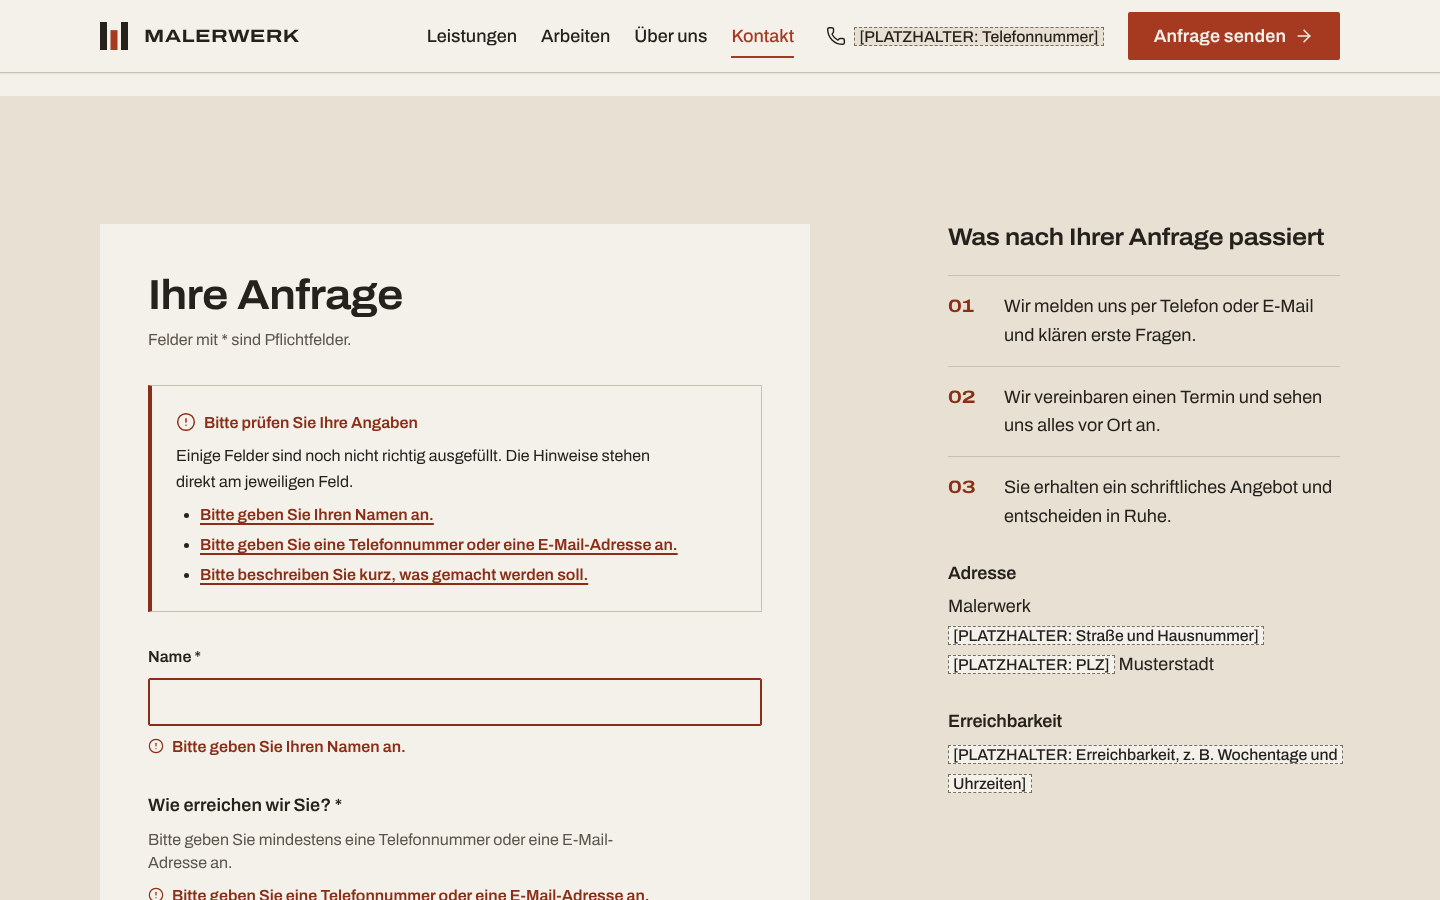 MALERWERK
Leistungen
Arbeiten
Über uns
Kontakt
[PLATZHALTER: Telefonnummer]
Anfrage senden
Ihre Anfrage
Felder mit * sind Pflichtfelder.
Bitte prüfen Sie Ihre Angaben
Einige Felder sind noch nicht richtig ausgefüllt. Die Hinweise stehen
direkt am jeweiligen Feld.
Bitte geben Sie Ihren Namen an.
Bitte geben Sie eine Telefonnummer oder eine E-Mail-Adresse an.
Bitte beschreiben Sie kurz, was gemacht werden soll.
Name *
Bitte geben Sie Ihren Namen an.
Wie erreichen wir Sie? *
Bitte geben Sie mindestens eine Telefonnummer oder eine E-Mail-
Adresse an.
Bitte geben Sie eine Telefonnummer oder eine E-Mail-Adresse an.
Was nach Ihrer Anfrage passiert
01
Wir melden uns per Telefon oder E-Mail
und klären erste Fragen.
02
Wir vereinbaren einen Termin und sehen
uns alles vor Ort an.
03
Sie erhalten ein schriftliches Angebot und
entscheiden in Ruhe.
Adresse
Malerwerk
[PLATZHALTER: Straße und Hausnummer]
[PLATZHALTER: PLZ] Musterstadt
Erreichbarkeit
[PLATZHALTER: Erreichbarkeit, z. B. Wochentage und
Uhrzeiten]